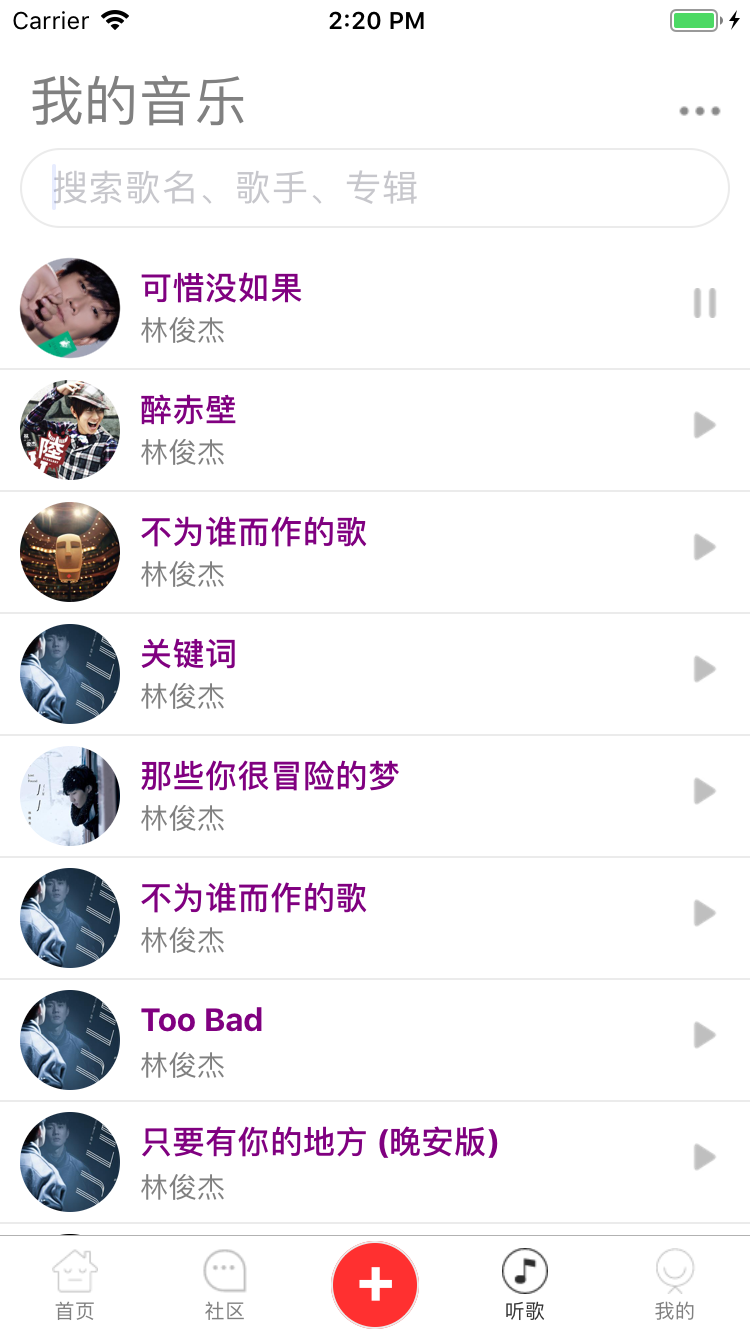 Carrier 2:20 PM
我的音乐
搜索歌名、歌手、专辑
可惜没如果
林俊杰
醉赤壁
林俊杰
不为谁而作的歌
林俊杰
关键词
林俊杰
那些你很冒险的梦
林俊杰
不为谁而作的歌
林俊杰
Too Bad
林俊杰
只要有你的地方 (晚安版)
林俊杰
首页 社区 听歌 我的